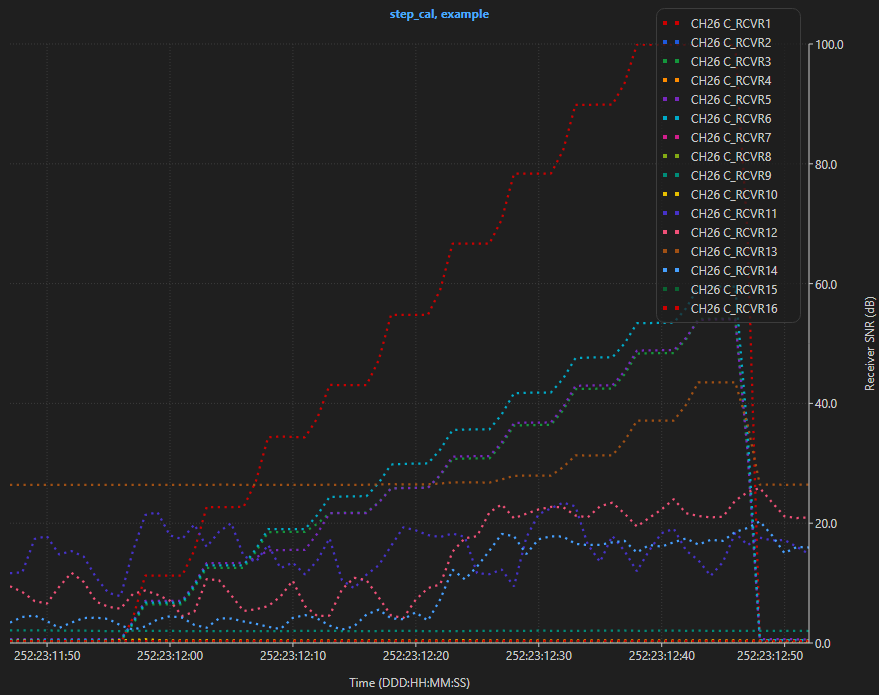 step_cal, example
CH26 C_RCVR1
CH26 C_RCVR2
CH26 C_RCVR3
CH26 C_RCVR4
CH26 C_RCVR5
CH26 C_RCVR6
CH26 C_RCVR7
CH26 C_RCVR8
CH26 C_RCVR9
CH26 C_RCVR10
CH26 C_RCVR11
CH26 C_RCVR12
CH26 C_RCVR13
CH26 C_RCVR14
CH26 C_RCVR15
CH26 C_RCVR16
100.0
80.0
60.0
40.0
20.0
0.0
Receiver SNR (dB)
252:23:11:50 252:23:12:00 252:23:12:10 252:23:12:20 252:23:12:30 252:23:12:40 252:23:12:50
Time (DDD:HH:MM:SS)